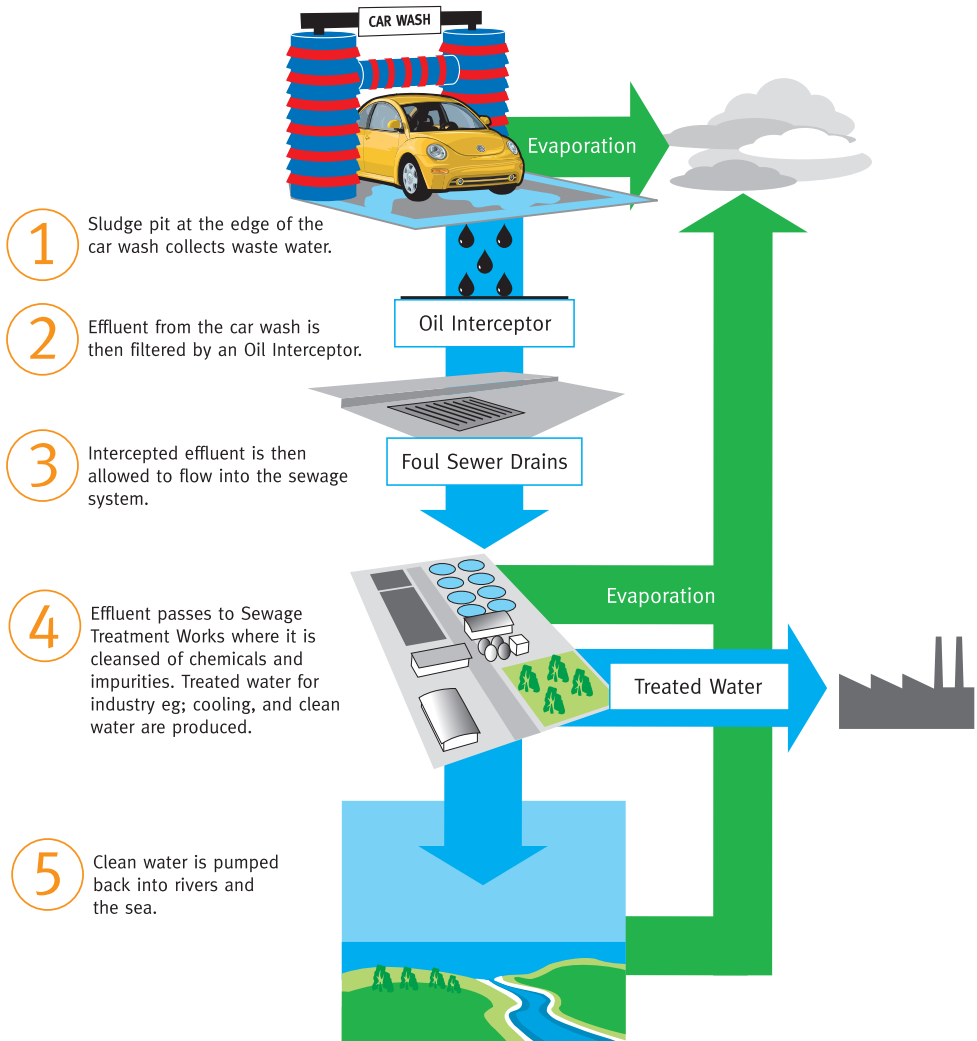 CAR WASH
Evaporation
1
Sludge pit at the edge of the
car wash collects waste water.
2
Effluent from the car wash is
then filtered by an Oil Interceptor.
Oil Interceptor
3
Intercepted effluent is then
allowed to flow into the sewage
system.
Foul Sewer Drains
4
Effluent passes to Sewage
Treatment Works where it is
cleansed of chemicals and
impurities. Treated water for
industry eg; cooling, and clean
water are produced.
Evaporation
Treated Water
5
Clean water is pumped
back into rivers and
the sea.